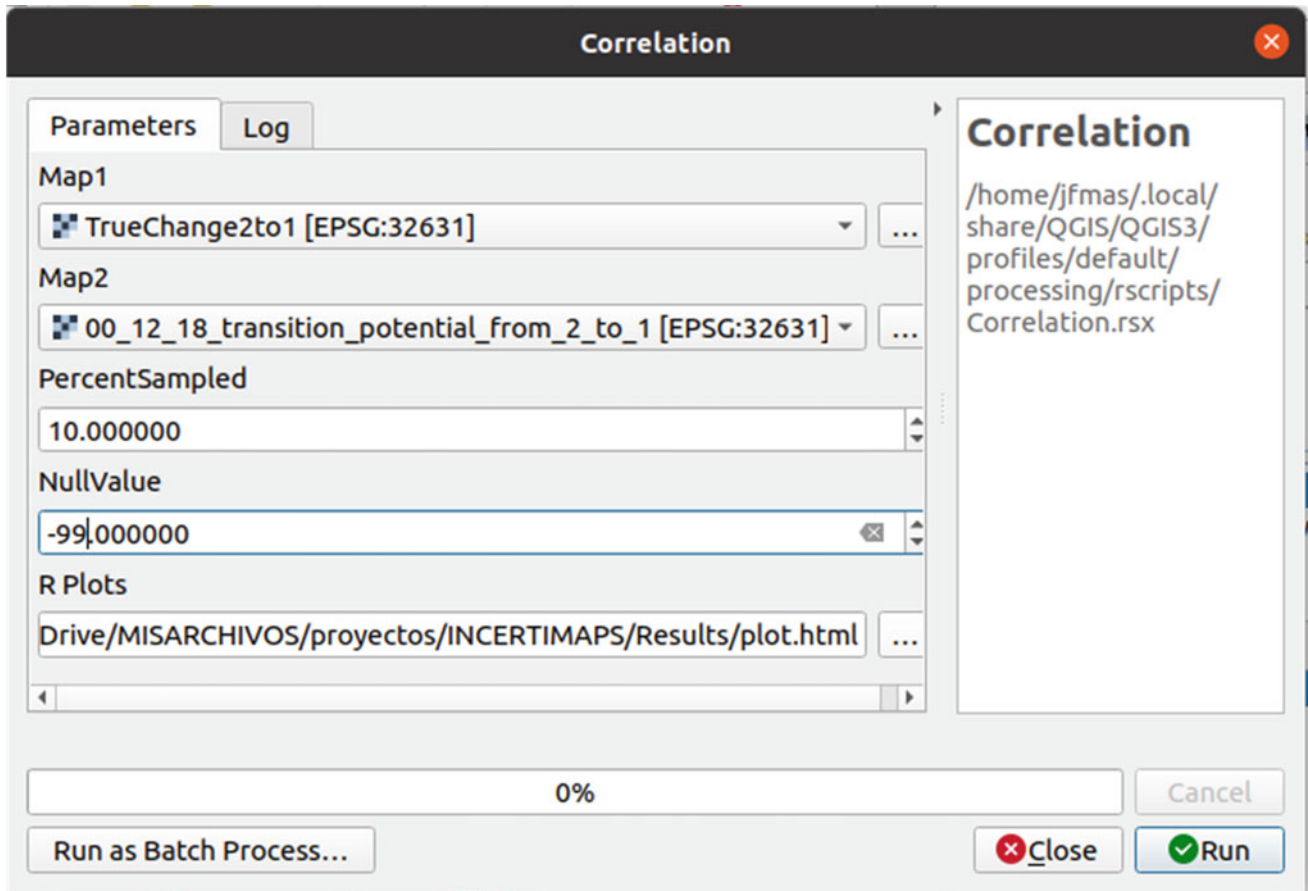 Correlation
Parameters
Log
Map1
TrueChange2to1 [EPSG:32631]
...
Map2
00_12_18_transition_potential_from_2_to_1 [EPSG:32631]
...
PercentSampled
10.000000
NullValue
-99.000000
R Plots
Drive/MISARCHIVOS/proyectos/INCERTIMAPS/Results/plot.html
...
Correlation
/home/jfmas/.local/
share/QGIS/QGIS3/
profiles/default/
processing/rscripts/
Correlation.rsx
0%
Cancel
Run as Batch Process...
Close
Run